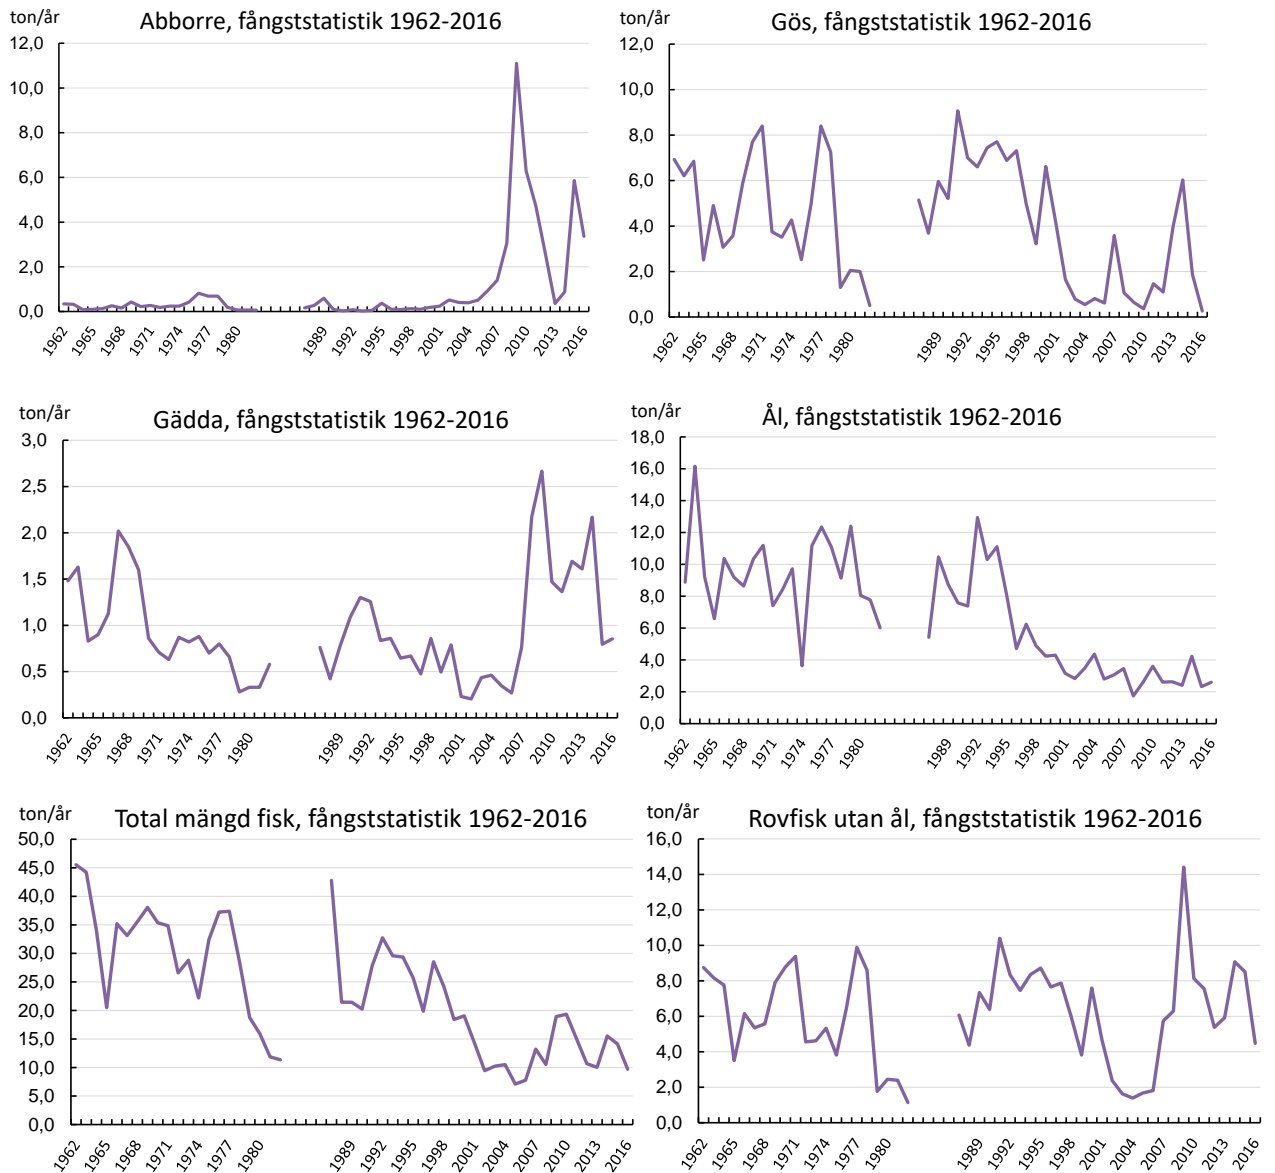 ton/år
Abborre, fångststatistik 1962-2016
12,0
10,0
8,0
6,0
4,0
2,0
0,0
1962 1965 1968 1971 1974 1977 1980 1989 1992 1995 1998 2001 2004 2007 2010 2013 2016
ton/år
Gös, fångststatistik 1962-2016
12,0
10,0
8,0
6,0
4,0
2,0
0,0
1962 1965 1968 1971 1974 1977 1980 1989 1992 1995 1998 2001 2004 2007 2010 2013 2016
ton/år
Gädda, fångststatistik 1962-2016
3,0
2,5
2,0
1,5
1,0
0,5
0,0
1962 1965 1968 1971 1974 1977 1980 1989 1992 1995 1998 2001 2004 2007 2010 2013 2016
ton/år
Ål, fångststatistik 1962-2016
18,0
16,0
14,0
12,0
10,0
8,0
6,0
4,0
2,0
0,0
1962 1965 1968 1971 1974 1977 1980 1989 1992 1995 1998 2001 2004 2007 2010 2013 2016
ton/år
Total mängd fisk, fångststatistik 1962-2016
50,0
45,0
40,0
35,0
30,0
25,0
20,0
15,0
10,0
5,0
0,0
1962 1965 1968 1971 1974 1977 1980 1989 1992 1995 1998 2001 2004 2007 2010 2013 2016
ton/år
Rovfisk utan ål, fångststatistik 1962-2016
16,0
14,0
12,0
10,0
8,0
6,0
4,0
2,0
0,0
1962 1965 1968 1971 1974 1977 1980 1989 1992 1995 1998 2001 2004 2007 2010 2013 2016